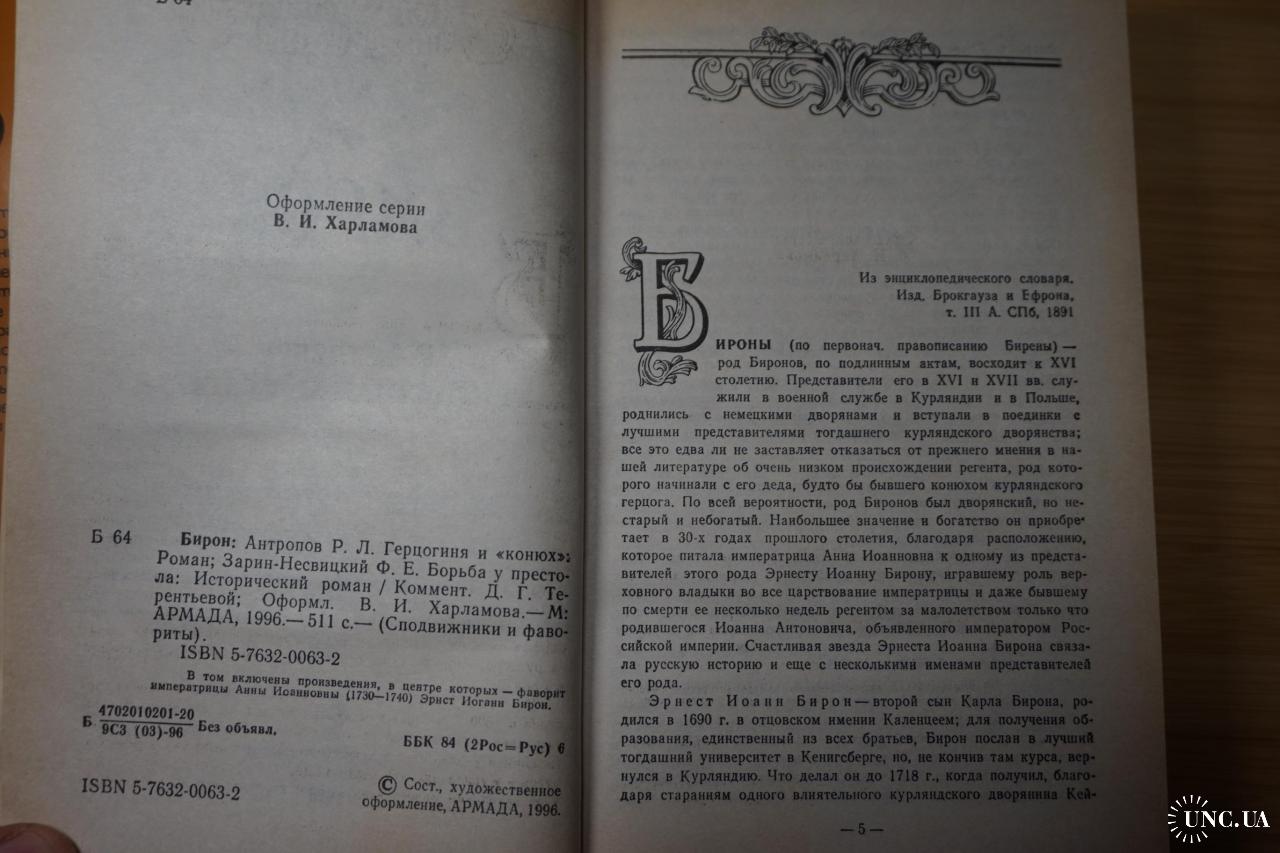 Б 64
Оформление серии
В. И. Харламова
Б 64
Бирон: Антропов Р. Л. Герцогиня и «конюх»:
Роман; Зарин-Несвицкий Ф. Е. Борьба у престо-
ла: Исторический роман / Коммент. Д. Г. Те-
рентьевой; Оформл. В. И. Харламова.— М:
АРМАДА, 1996.— 511 с.— (Сподвижники и фаво-
риты).
ISBN 5-7632-0063-2
В том включены произведения, в центре которых — фаворит
императрицы Анны Иоанновны (1730—1740) Эрнст Иоганн Бирон.
Б 4702010201-20
9С3 (03)-96 Без объявл.
ББК 84 (2Рос=Рус) 6
ISBN 5-7632-0063-2
© Сост., художественное
оформление, АРМАДА, 1996.
Из энциклопедического словаря.
Изд. Брокгауза и Ефрона,
т. III А. СПб, 1891
БИРОНЫ (по первонач. правописанию Бирены) —
род Биронов, по подлинным актам, восходит к XVI
столетию. Представители его в XVI и XVII вв. слу-
жили в военной службе в Курляндии и в Польше,
роднились с немецкими дворянами и вступали в поединки с
лучшими представителями тогдашнего курляндского дворянства;
все это едва ли не заставляет отказаться от прежнего мнения в на-
шей литературе об очень низком происхождении регента, род кото-
рого начинали с его деда, будто бы бывшего конюхом курляндского
герцога. По всей вероятности, род Биронов был дворянский, но не-
старый и небогатый. Наибольшее значение и богатство он приобре-
тает в 30-х годах прошлого столетия, благодаря расположению,
которое питала императрица Анна Иоанновна к одному из предста-
вителей этого рода Эрнесту Иоанну Бирону, игравшему роль вер-
ховного владыки во все царствование императрицы и даже бывшему
по смерти ее несколько недель регентом за малолетством только что
родившегося Иоанна Антоновича, объявленного императором Рос-
сийской империи. Счастливая звезда Эрнеста Иоанна Бирона связа-
ла русскую историю и еще с несколькими именами представителей
его рода.
Эрнест Иоанн Бирон — второй сын Карла Бирона, ро-
дился в 1690 г. в отцовском имении Каленцеем; для получения об-
разования, единственный из всех братьев, Бирон послан в лучший
тогдашний университет в Кенигсберге, но, не кончив там курса, вер-
нулся в Курляндию. Что делал он до 1718 г., когда получил, благо-
даря стараниям одного влиятельного курляндского дворянина Кей-
— 5 —
UNC.UA